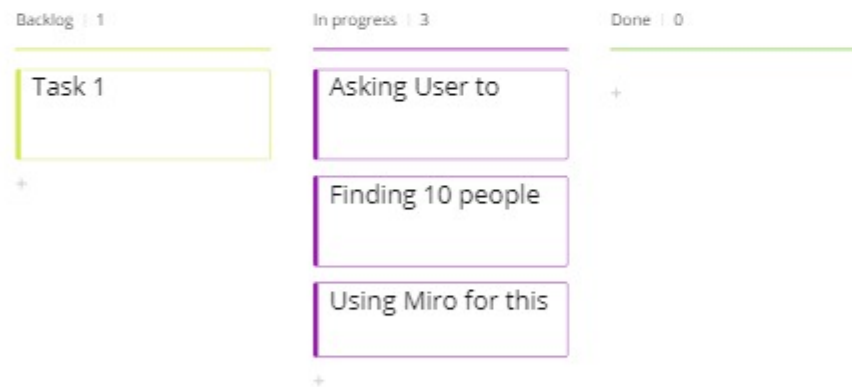 Backlog | 1
Task 1
+
In progress | 3
Asking User to
Finding 10 people
Using Miro for this
+
Done | 0
+